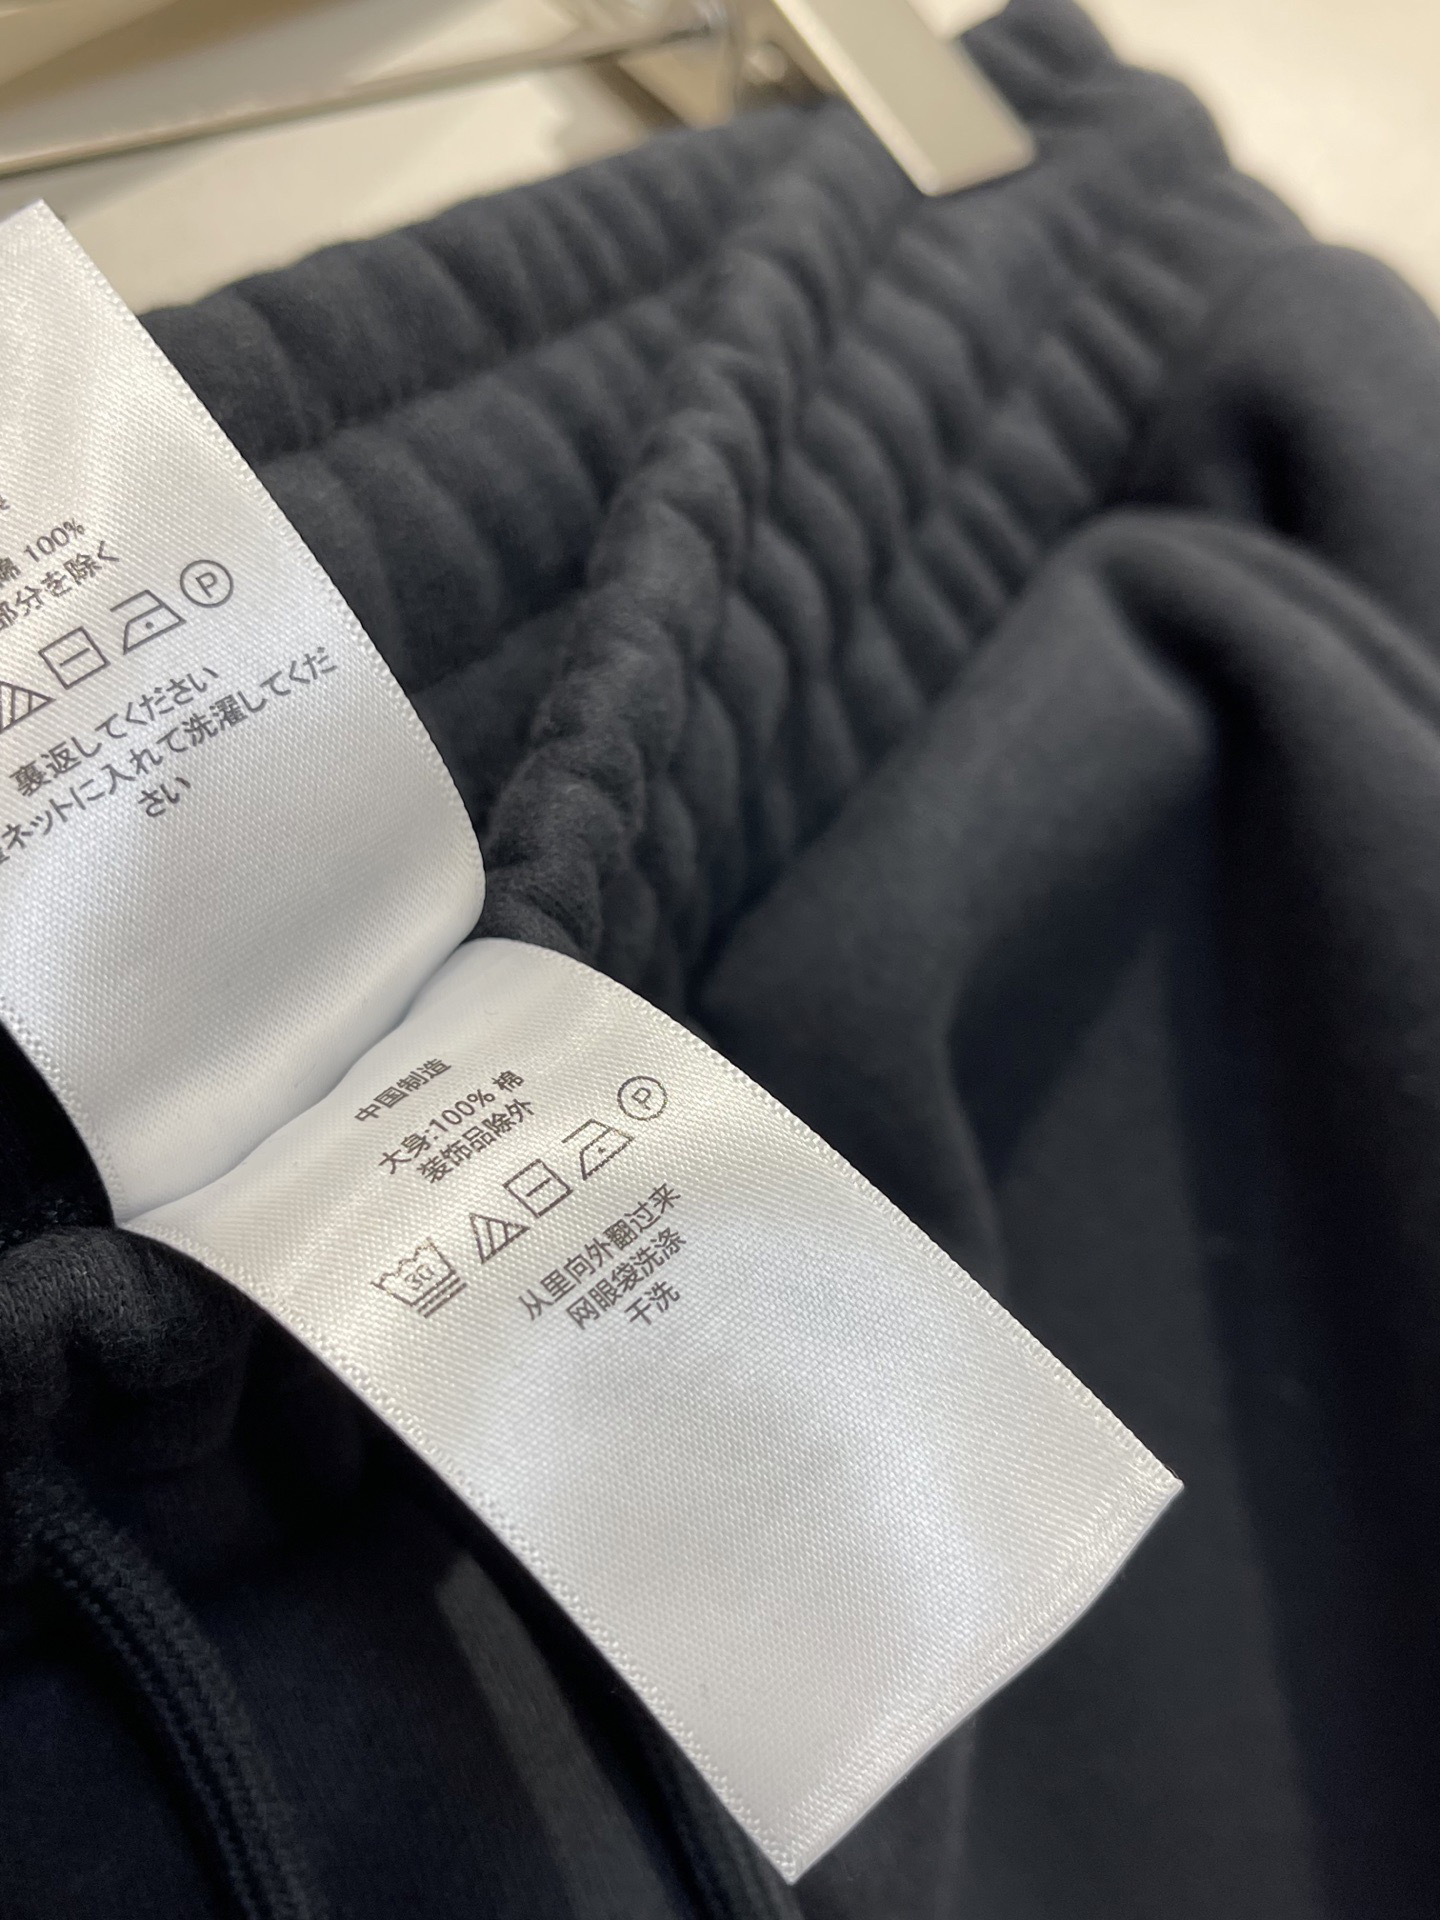 綿 100%
部分を除く
P
裏返してください
ネットに入れて洗濯してくだ
さい
中国制造
大身:100% 棉
装饰品除外
30
P
从里向外翻过来
网眼袋洗涤
干洗